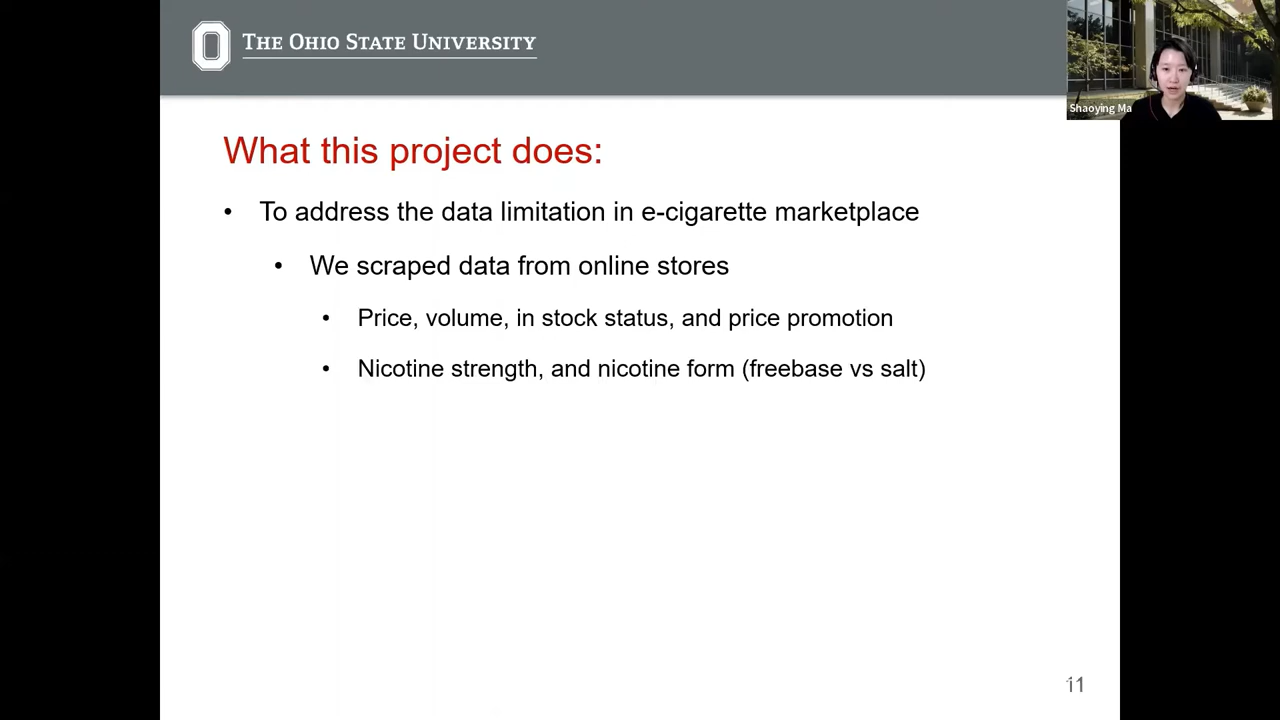 THE OHIO STATE UNIVERSITY
Shaoying Ma
What this project does:
• To address the data limitation in e-cigarette marketplace
• We scraped data from online stores
• Price, volume, in stock status, and price promotion
• Nicotine strength, and nicotine form (freebase vs salt)
11